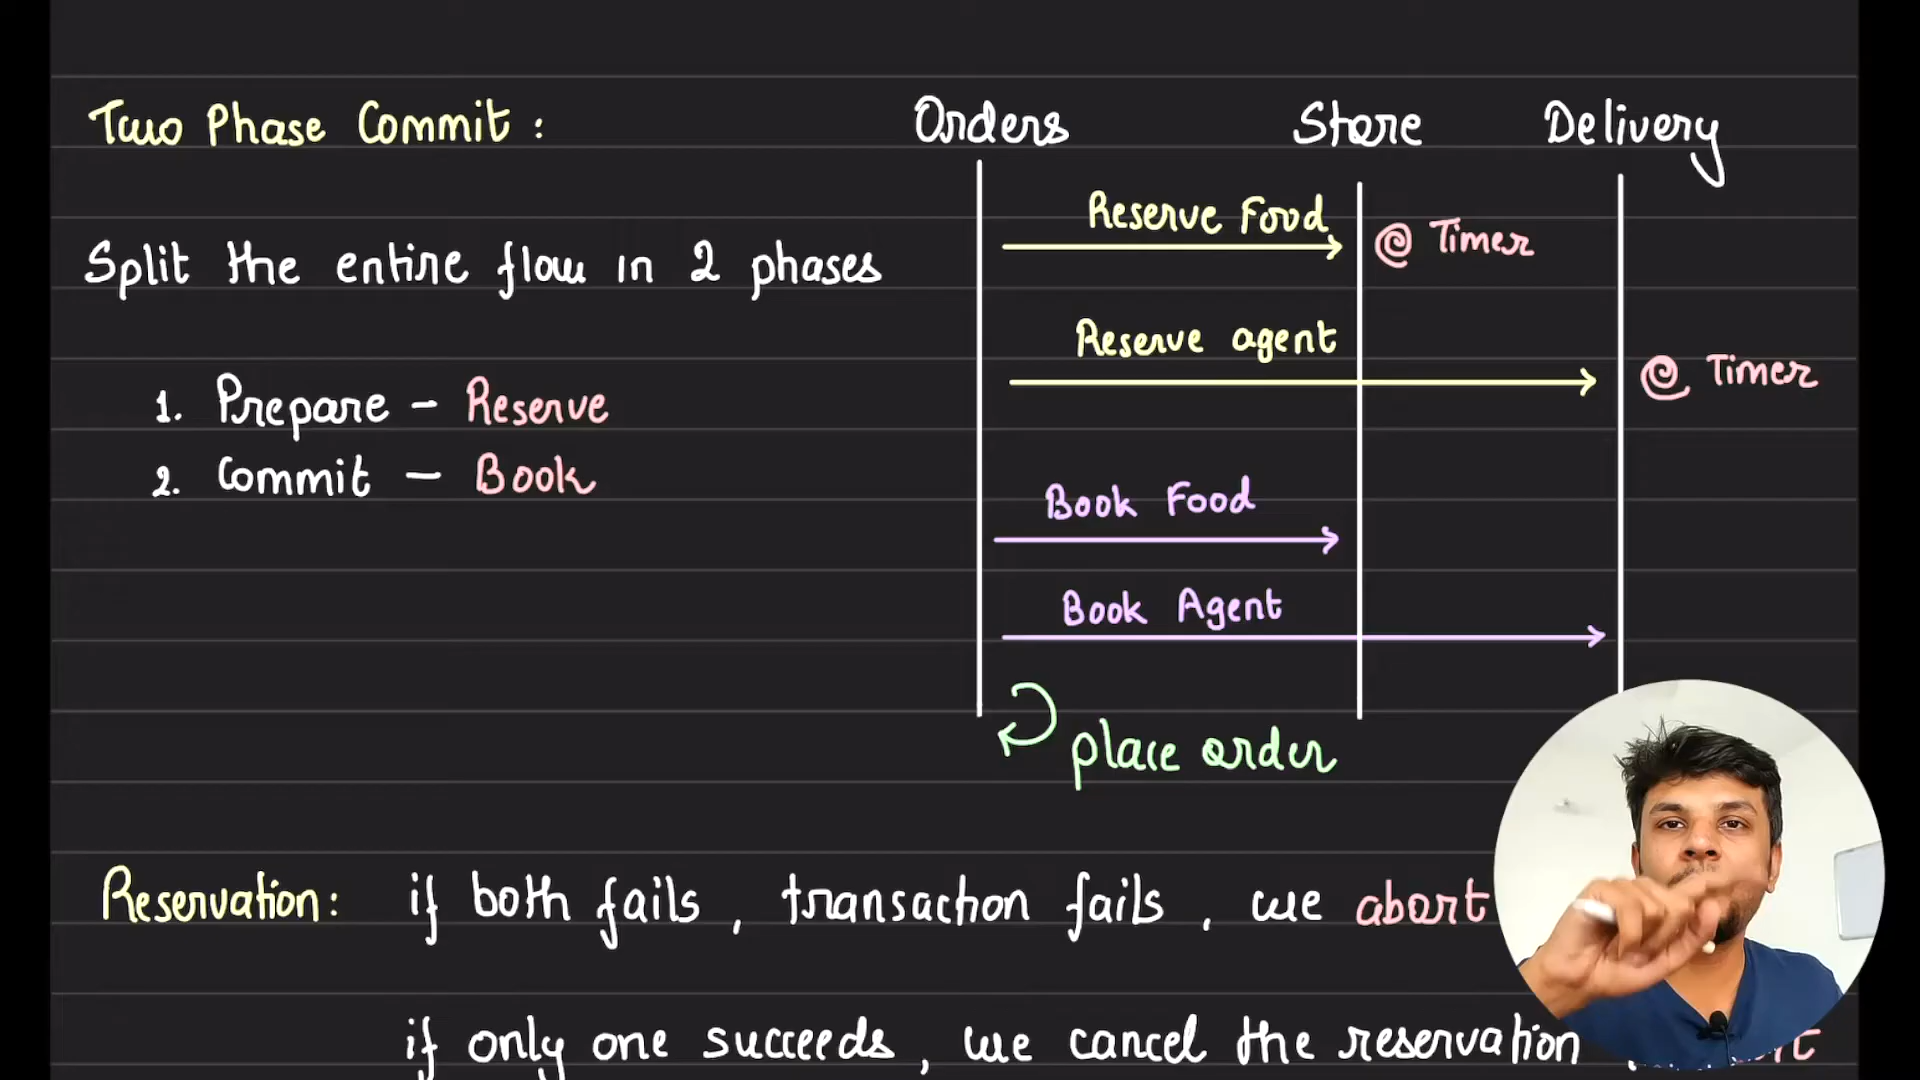 Two Phase Commit :
Split the entire flow in 2 phases
1. Prepare - Reserve
2. Commit - Book
Orders Store Delivery
Reserve Food
@ Timer
Reserve agent
@ Timer
Book Food
Book Agent
place order
Reservation: if both fails, transaction fails, we abort
if only one succeeds, we cancel the reservation